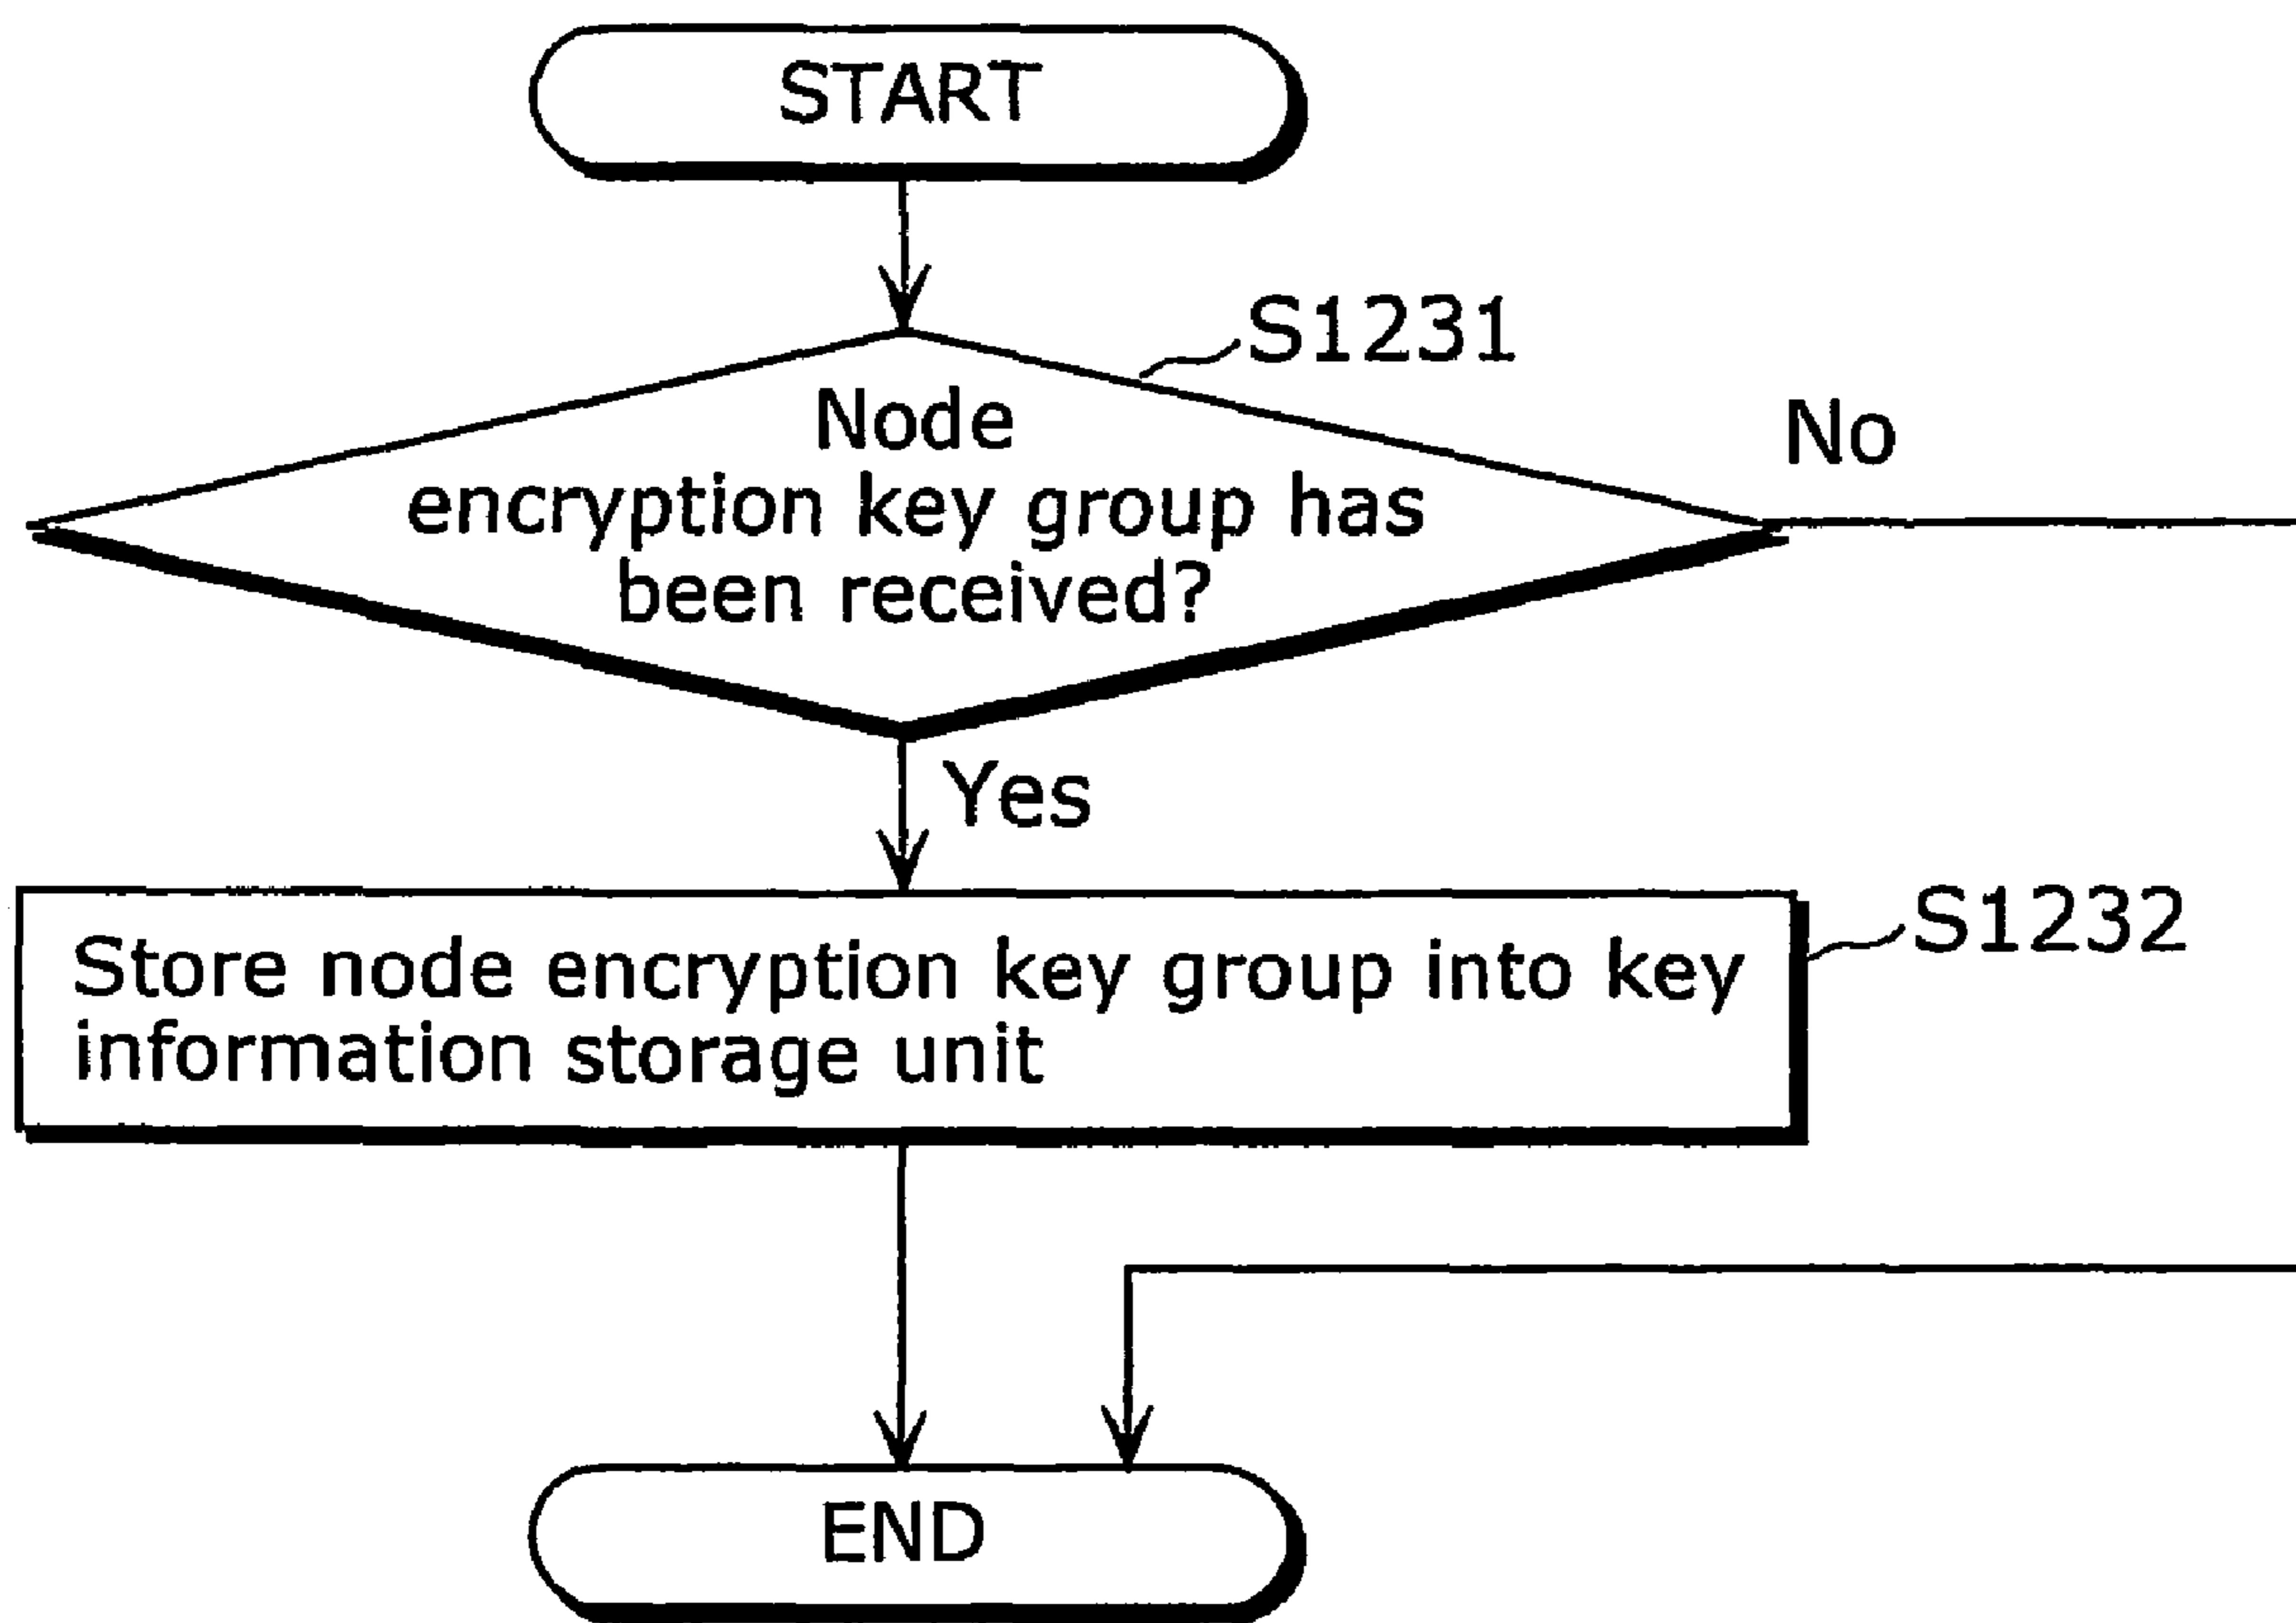 START
S1231
Node
encryption key group has
been received?
No
Yes
S1232
Store node encryption key group into key
information storage unit
END